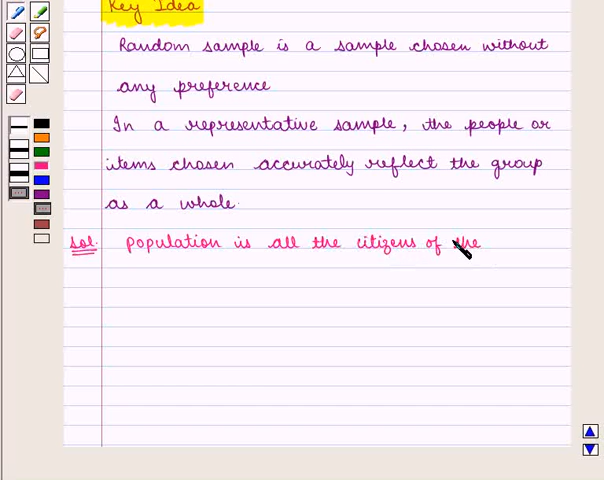 Key Idea
Random sample is a sample chosen without
any preference
In a representative sample, the people or
items chosen accurately reflect the group
as a whole.
Sol. Population is all the citizens of the